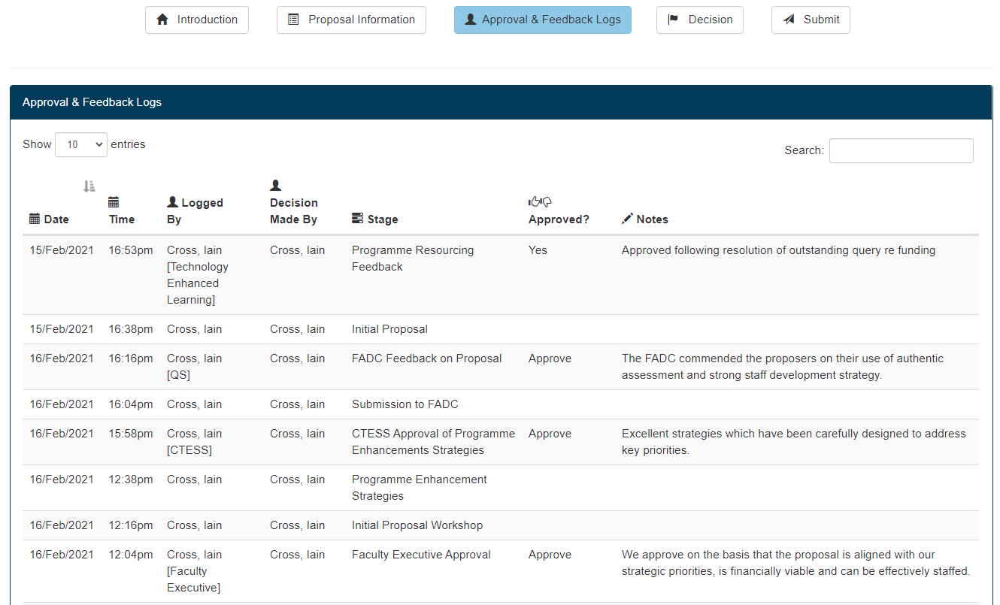 Introduction Proposal Information Approval & Feedback Logs Decision Submit
Approval & Feedback Logs
Show 10 entries
Search:
Date
Time
Logged By
Decision Made By
Stage
Approved?
Notes
15/Feb/2021 16:53pm Cross, Iain Cross, Iain Programme Resourcing Yes Approved following resolution of outstanding query re funding
[Technology Feedback
Enhanced
Learning]
15/Feb/2021 16:38pm Cross, Iain Cross, Iain Initial Proposal
16/Feb/2021 16:16pm Cross, Iain Cross, Iain FADC Feedback on Proposal Approve The FADC commended the proposers on their use of authentic
[QS] assessment and strong staff development strategy.
16/Feb/2021 16:04pm Cross, Iain Cross, Iain Submission to FADC
16/Feb/2021 15:58pm Cross, Iain Cross, Iain CTESS Approval of Programme Approve Excellent strategies which have been carefully designed to address
[CTESS] Enhancements Strategies key priorities.
16/Feb/2021 12:38pm Cross, Iain Cross, Iain Programme Enhancement
Strategies
16/Feb/2021 12:16pm Cross, Iain Cross, Iain Initial Proposal Workshop
16/Feb/2021 12:04pm Cross, Iain Cross, Iain Faculty Executive Approval Approve We approve on the basis that the proposal is aligned with our
[Faculty strategic priorities, is financially viable and can be effectively staffed.
Executive]